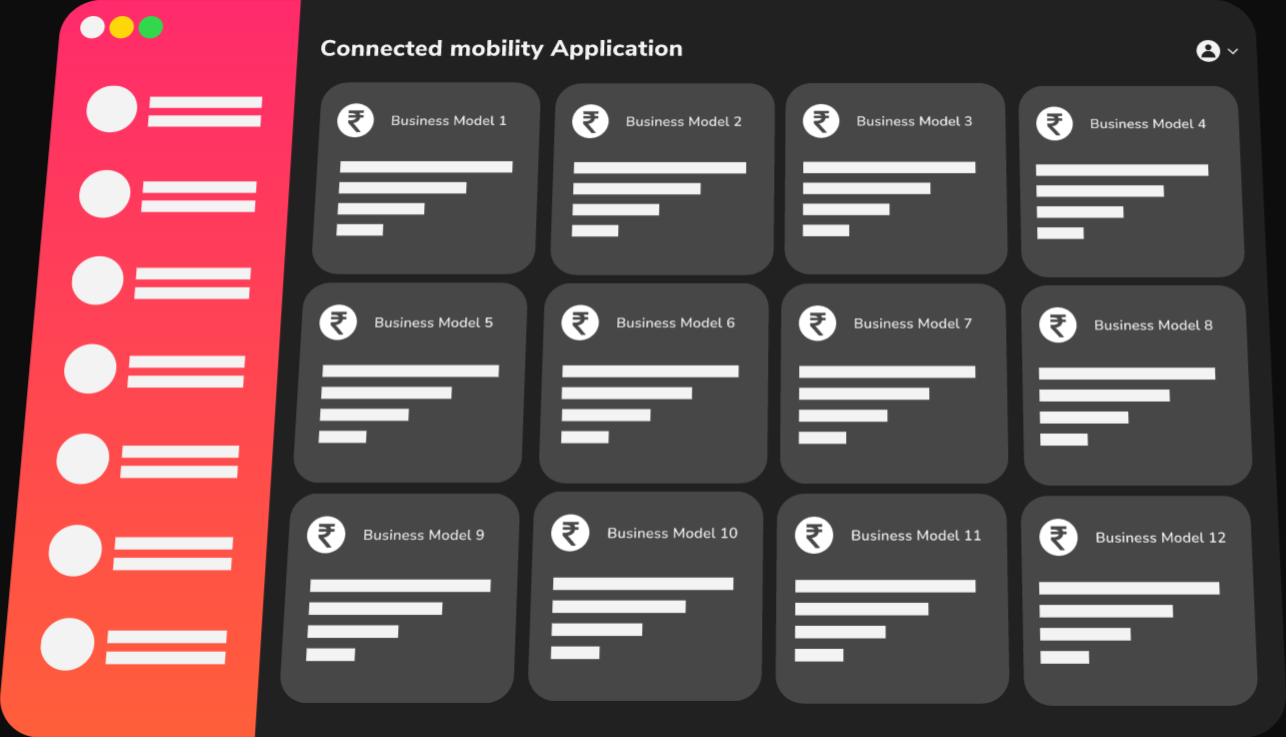 Connected mobility Application
₹ Business Model 1
₹ Business Model 2
₹ Business Model 3
₹ Business Model 4
₹ Business Model 5
₹ Business Model 6
₹ Business Model 7
₹ Business Model 8
₹ Business Model 9
₹ Business Model 10
₹ Business Model 11
₹ Business Model 12